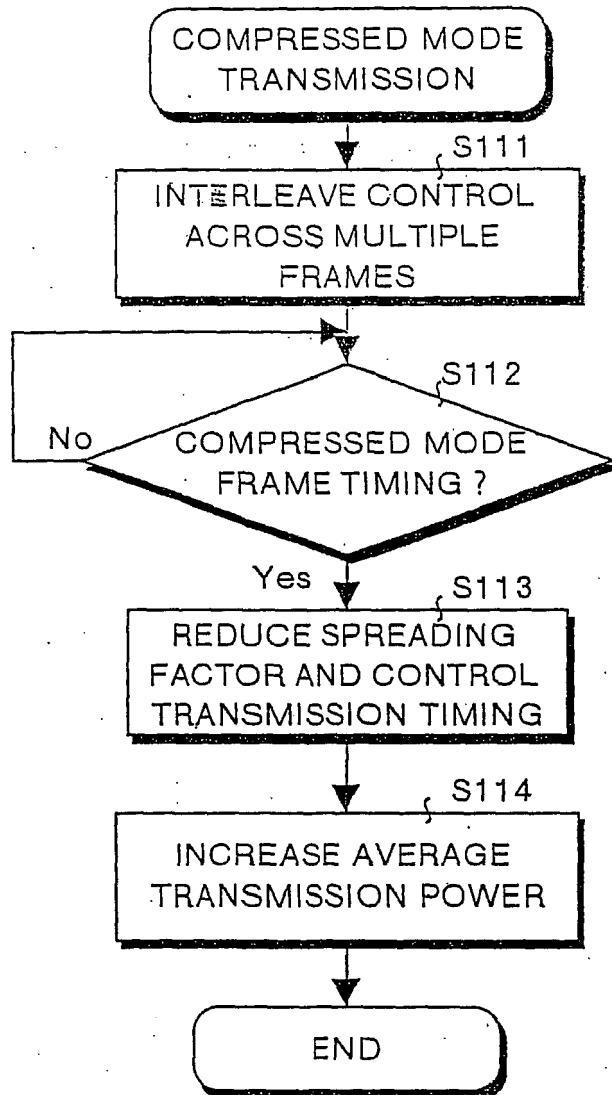 COMPRESSED MODE
TRANSMISSION
S111
INTERLEAVE CONTROL
ACROSS MULTIPLE
FRAMES
S112
No
COMPRESSED MODE
FRAME TIMING ?
Yes
S113
REDUCE SPREADING
FACTOR AND CONTROL
TRANSMISSION TIMING
S114
INCREASE AVERAGE
TRANSMISSION POWER
END